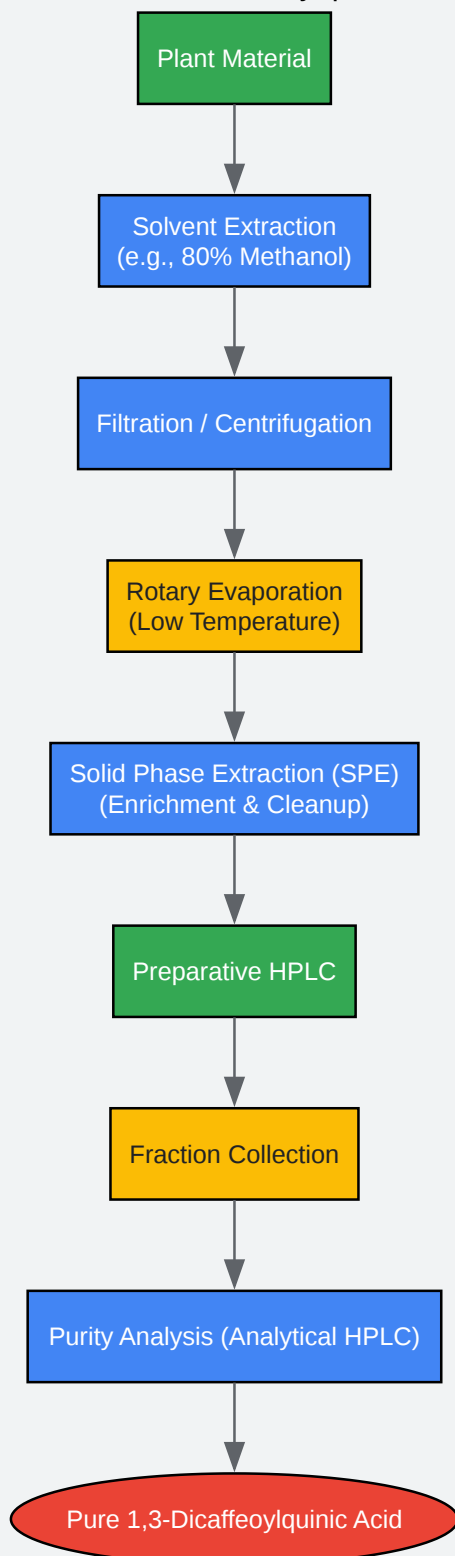 Plant Material
Solvent Extraction
(e.g., 80% Methanol)
Filtration / Centrifugation
Rotary Evaporation
(Low Temperature)
Solid Phase Extraction (SPE)
(Enrichment & Cleanup)
Preparative HPLC
Fraction Collection
Purity Analysis (Analytical HPLC)
Pure 1,3-Dicaffeoylquinic Acid